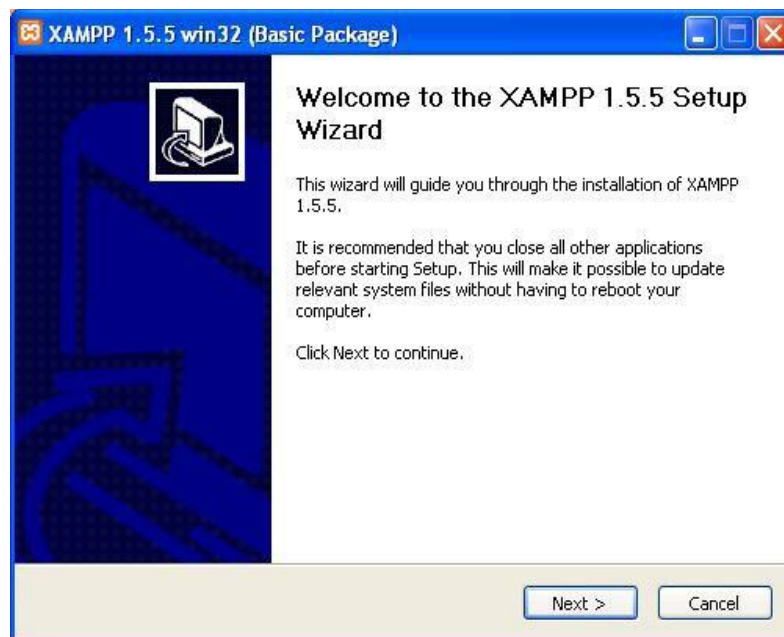 XAMPP 1.5.5 win32 (Basic Package)
Welcome to the XAMPP 1.5.5 Setup
Wizard
This wizard will guide you through the installation of XAMPP
1.5.5.
It is recommended that you close all other applications
before starting Setup. This will make it possible to update
relevant system files without having to reboot your
computer.
Click Next to continue.
Next >
Cancel